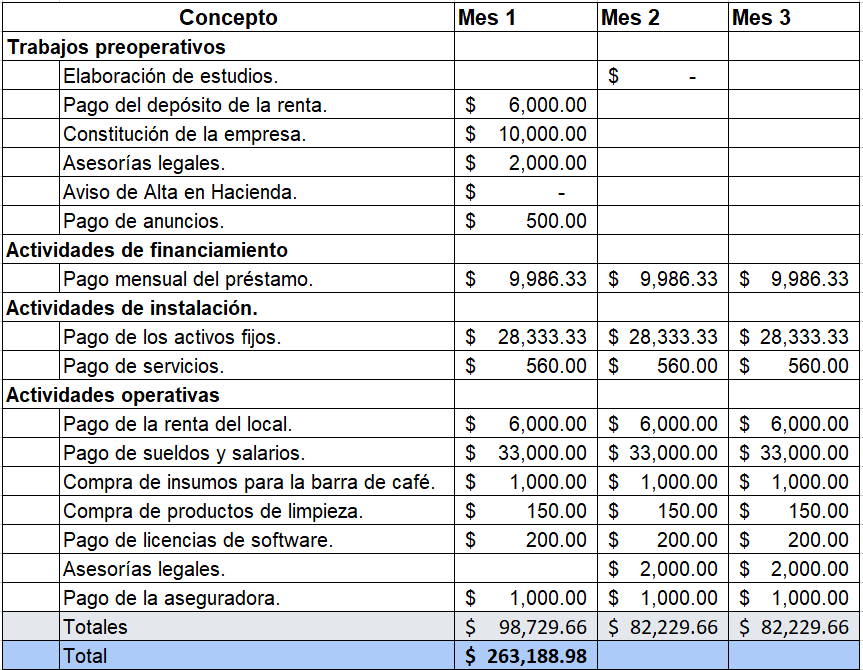 Concepto Mes 1 Mes 2 Mes 3
Trabajos preoperativos
Elaboración de estudios. $ -
Pago del depósito de la renta. $ 6,000.00
Constitución de la empresa. $ 10,000.00
Asesorías legales. $ 2,000.00
Aviso de Alta en Hacienda. $ -
Pago de anuncios. $ 500.00
Actividades de financiamiento
Pago mensual del préstamo. $ 9,986.33 $ 9,986.33 $ 9,986.33
Actividades de instalación.
Pago de los activos fijos. $ 28,333.33 $ 28,333.33 $ 28,333.33
Pago de servicios. $ 560.00 $ 560.00 $ 560.00
Actividades operativas
Pago de la renta del local. $ 6,000.00 $ 6,000.00 $ 6,000.00
Pago de sueldos y salarios. $ 33,000.00 $ 33,000.00 $ 33,000.00
Compra de insumos para la barra de café. $ 1,000.00 $ 1,000.00 $ 1,000.00
Compra de productos de limpieza. $ 150.00 $ 150.00 $ 150.00
Pago de licencias de software. $ 200.00 $ 200.00 $ 200.00
Asesorías legales. $ 2,000.00 $ 2,000.00
Pago de la aseguradora. $ 1,000.00 $ 1,000.00 $ 1,000.00
Totales $ 98,729.66 $ 82,229.66 $ 82,229.66
Total $ 263,188.98